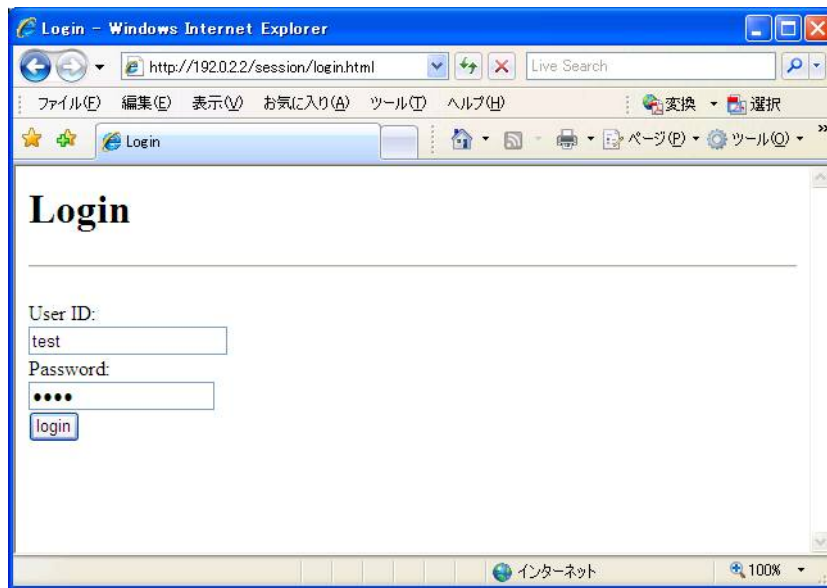 Login - Windows Internet Explorer
http://192.0.2.2/session/login.html
Live Search
ファイル(F) 編集(E) 表示(V) お気に入り(A) ツール(T) ヘルプ(H) 変換 選択
Login ページ(P) ツール(O) »
Login
User ID:
test
Password:
••••
login
インターネット 100%